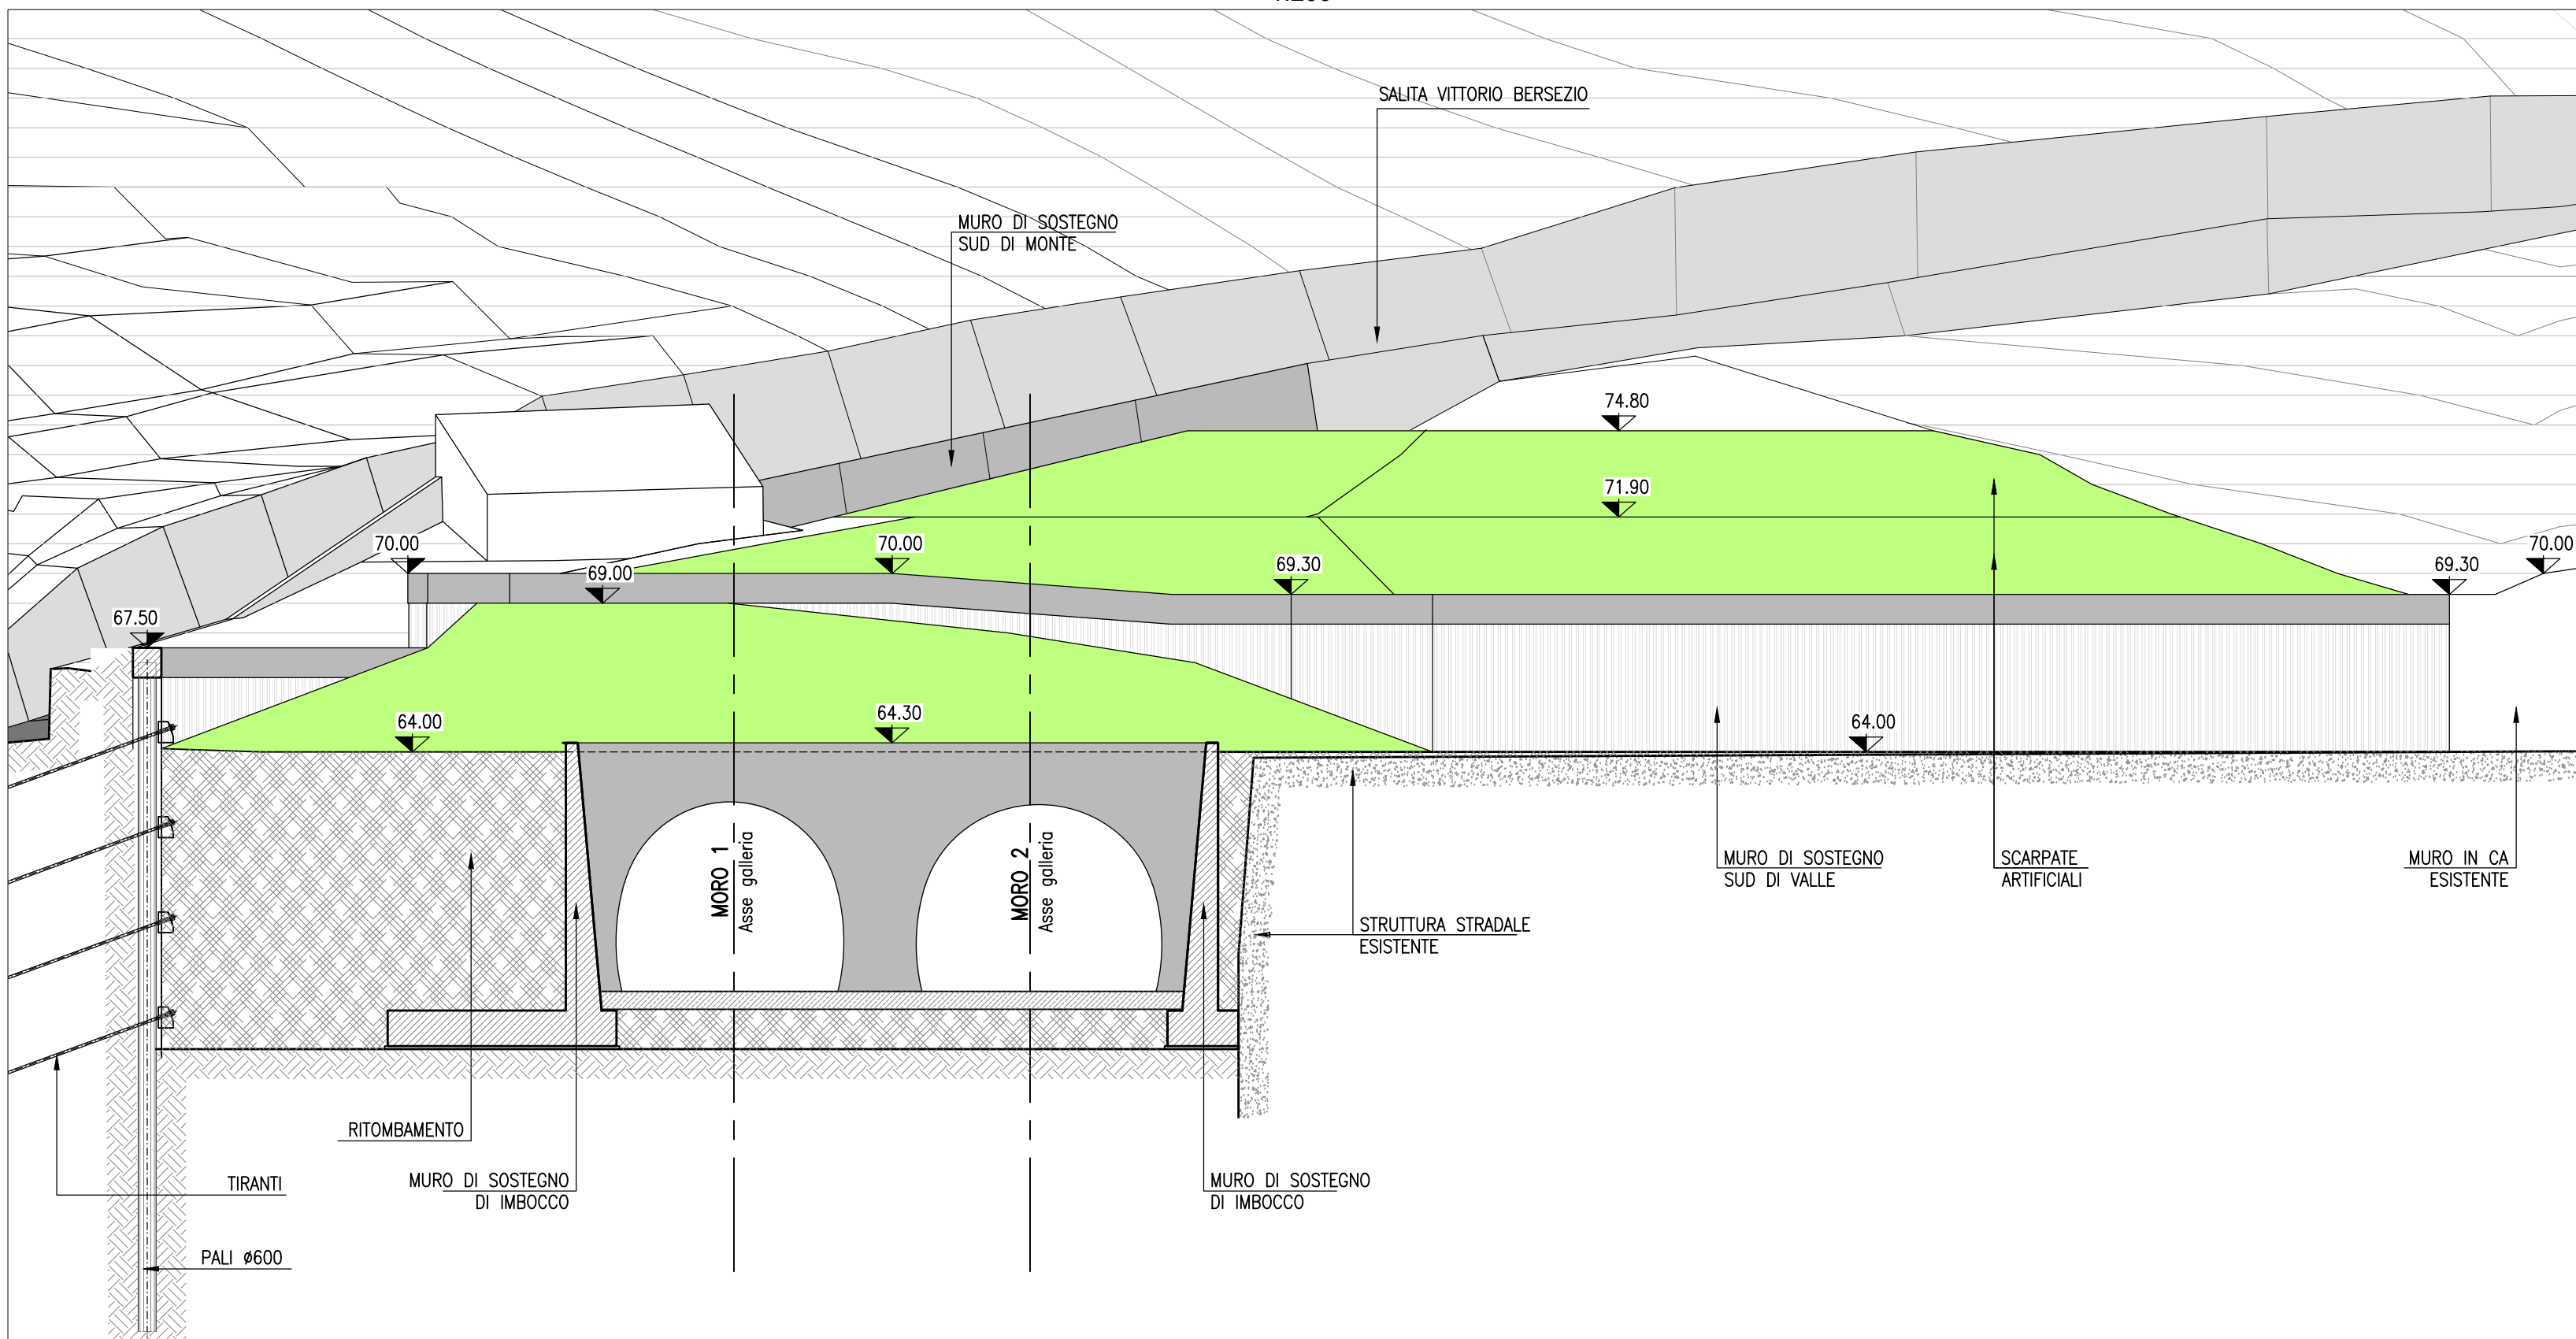 SALITA VITTORIO BERSEZIO
MURO DI SOSTEGNO
SUD DI MONTE
74.80
71.90
70.00
70.00
69.00
69.30
69.30
70.00
67.50
64.00
64.30
64.00
MORO 1
Asse galleria
MORO 2
Asse galleria
MURO DI SOSTEGNO
SUD DI VALLE
SCARPATE
ARTIFICIALI
MURO IN CA
ESISTENTE
STRUTTURA STRADALE
ESISTENTE
RITOMBAMENTO
TIRANTI
MURO DI SOSTEGNO
DI IMBOCCO
MURO DI SOSTEGNO
DI IMBOCCO
PALI ø600